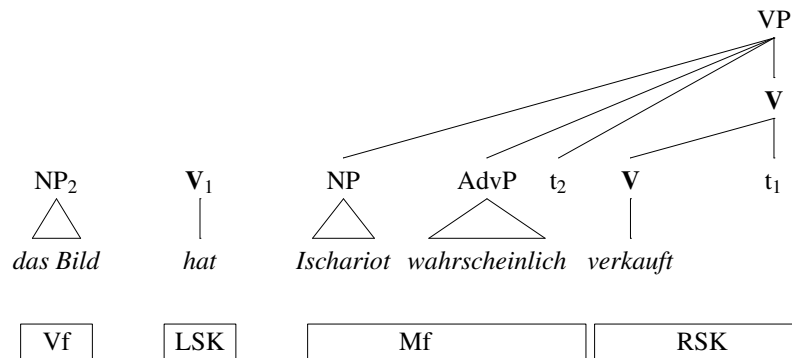 VP
V
NP₂ V₁ NP AdvP t₂ V t₁
das Bild hat Ischariot wahrscheinlich verkauft
Vf LSK Mf RSK